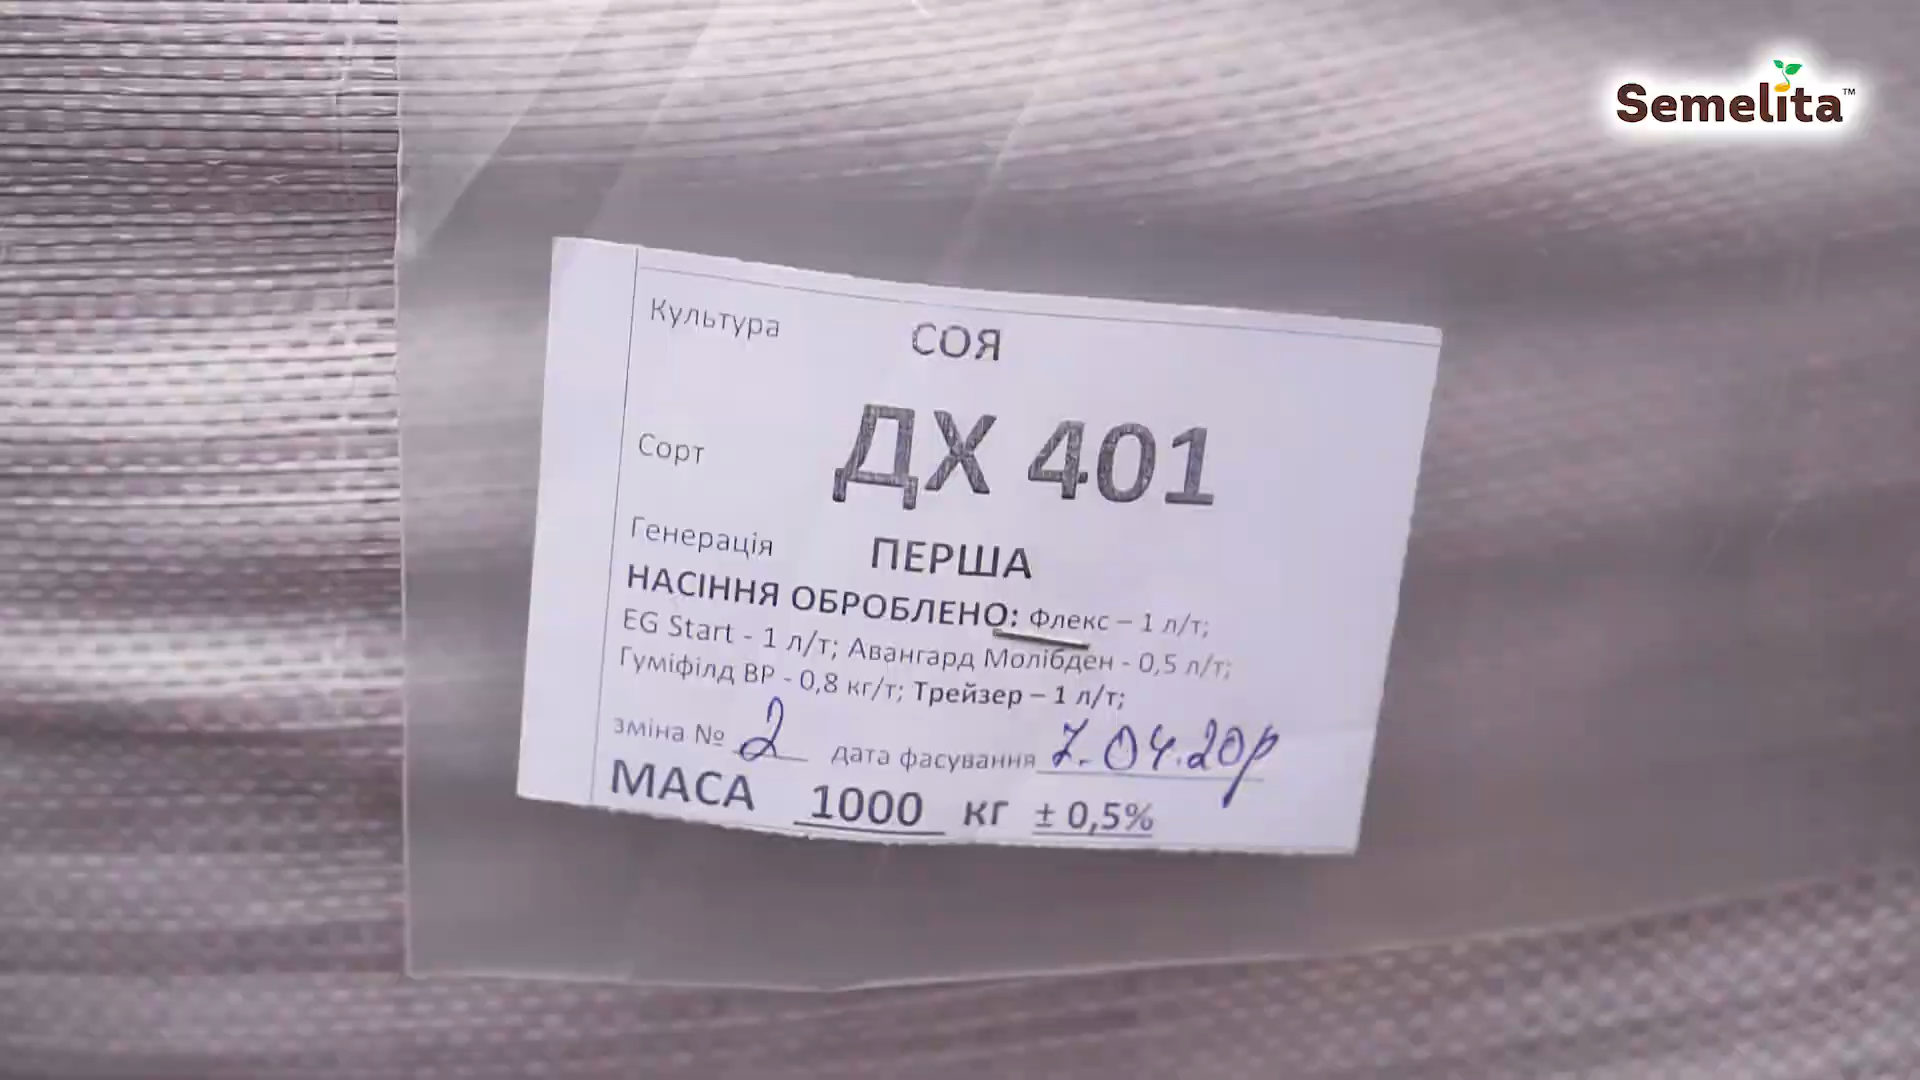 Semelita™
Культура СОЯ
Сорт ДХ 401
Генерація ПЕРША
НАСІННЯ ОБРОБЛЕНО: Флекс – 1 л/т;
EG Start - 1 л/т; Авангард Молібден - 0,5 л/т;
Гуміфілд ВР - 0,8 кг/т; Трейзер – 1 л/т;
зміна № 2 дата фасування 7.04.20р
МАСА 1000 кг ± 0,5%